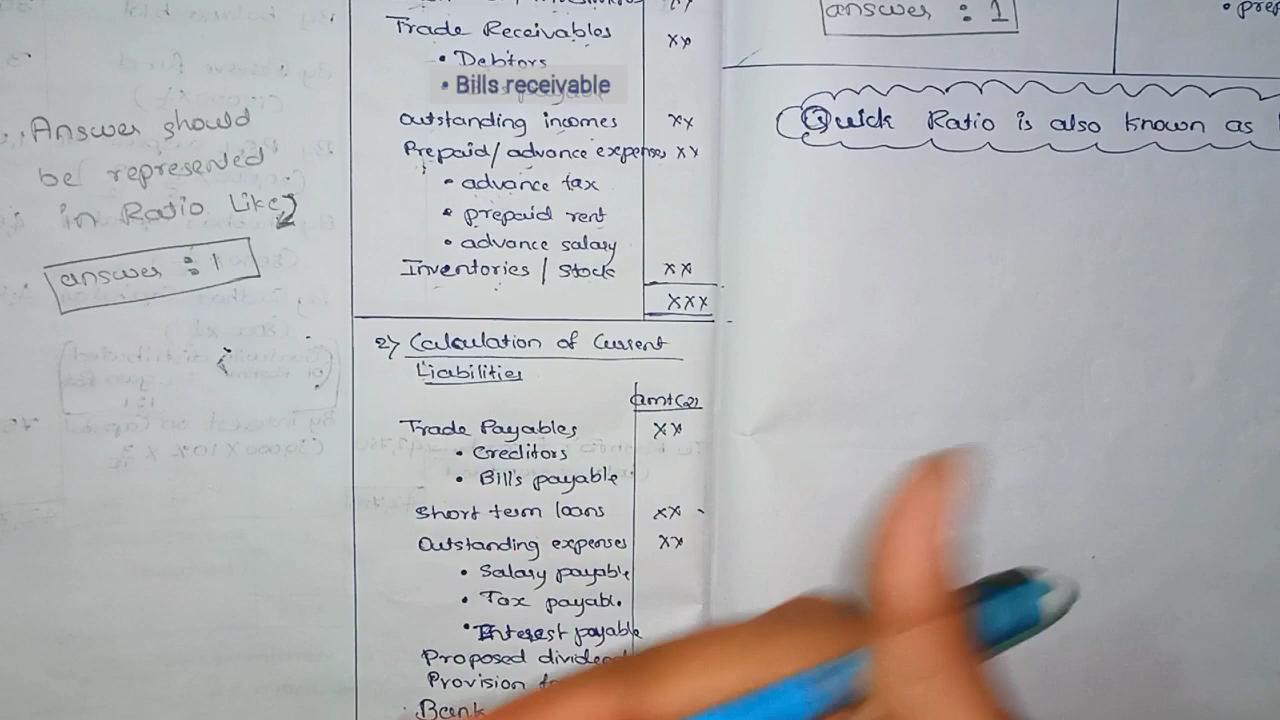 Answer should
be represented
in Ratio Like
answer : 1
Trade Receivables xx
• Debtors
• Bills receivable
Outstanding incomes xx
Prepaid/advance expenses xx
• advance tax
• prepaid rent
• advance salary
Inventories / Stock xx
xxx
2) Calculation of Current
Liabilities
Trade Payables xx
• Creditors
• Bills payable
Short term loans xx
Outstanding expenses xx
• Salary payable
• Tax payabl.
• Interest payable
Proposed dividend
Provision
Bank
answer : 1
• prep
Quick Ratio is also known as